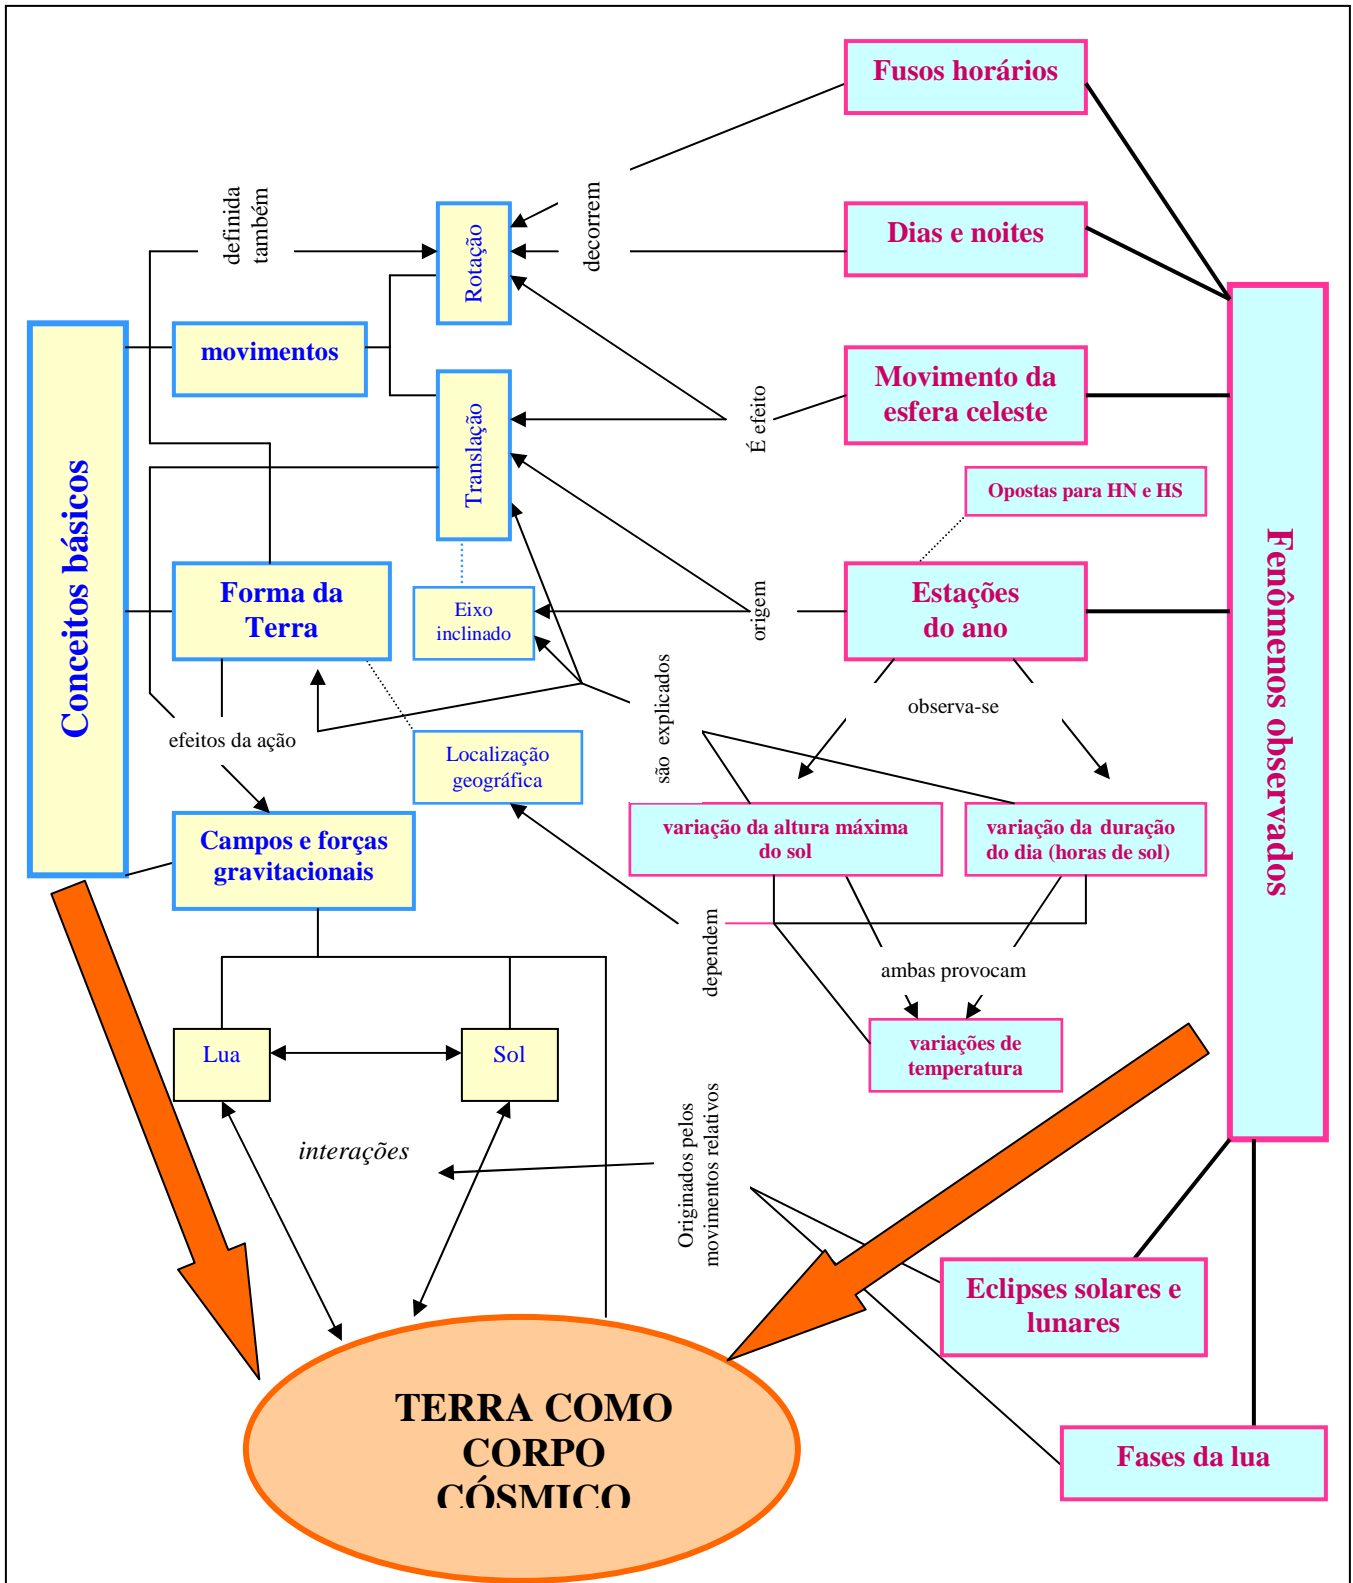 Fusos horários
definida
também
decorrem
Dias e noites
Rotação
movimentos
Movimento da
esfera celeste
É efeito
Translação
Opostas para HN e HS
Conceitos básicos
Fenômenos observados
Forma da
Terra
Eixo
inclinado
origem
Estações
do ano
são explicados
observa-se
efeitos da ação
Localização
geográfica
Campos e forças
gravitacionais
variação da altura máxima
do sol
variação da duração
do dia (horas de sol)
dependem
ambas provocam
Lua
Sol
variações de
temperatura
interações
Originados pelos
movimentos relativos
Eclipses solares e
lunares
TERRA COMO
CORPO
CÓSMICO
Fases da lua